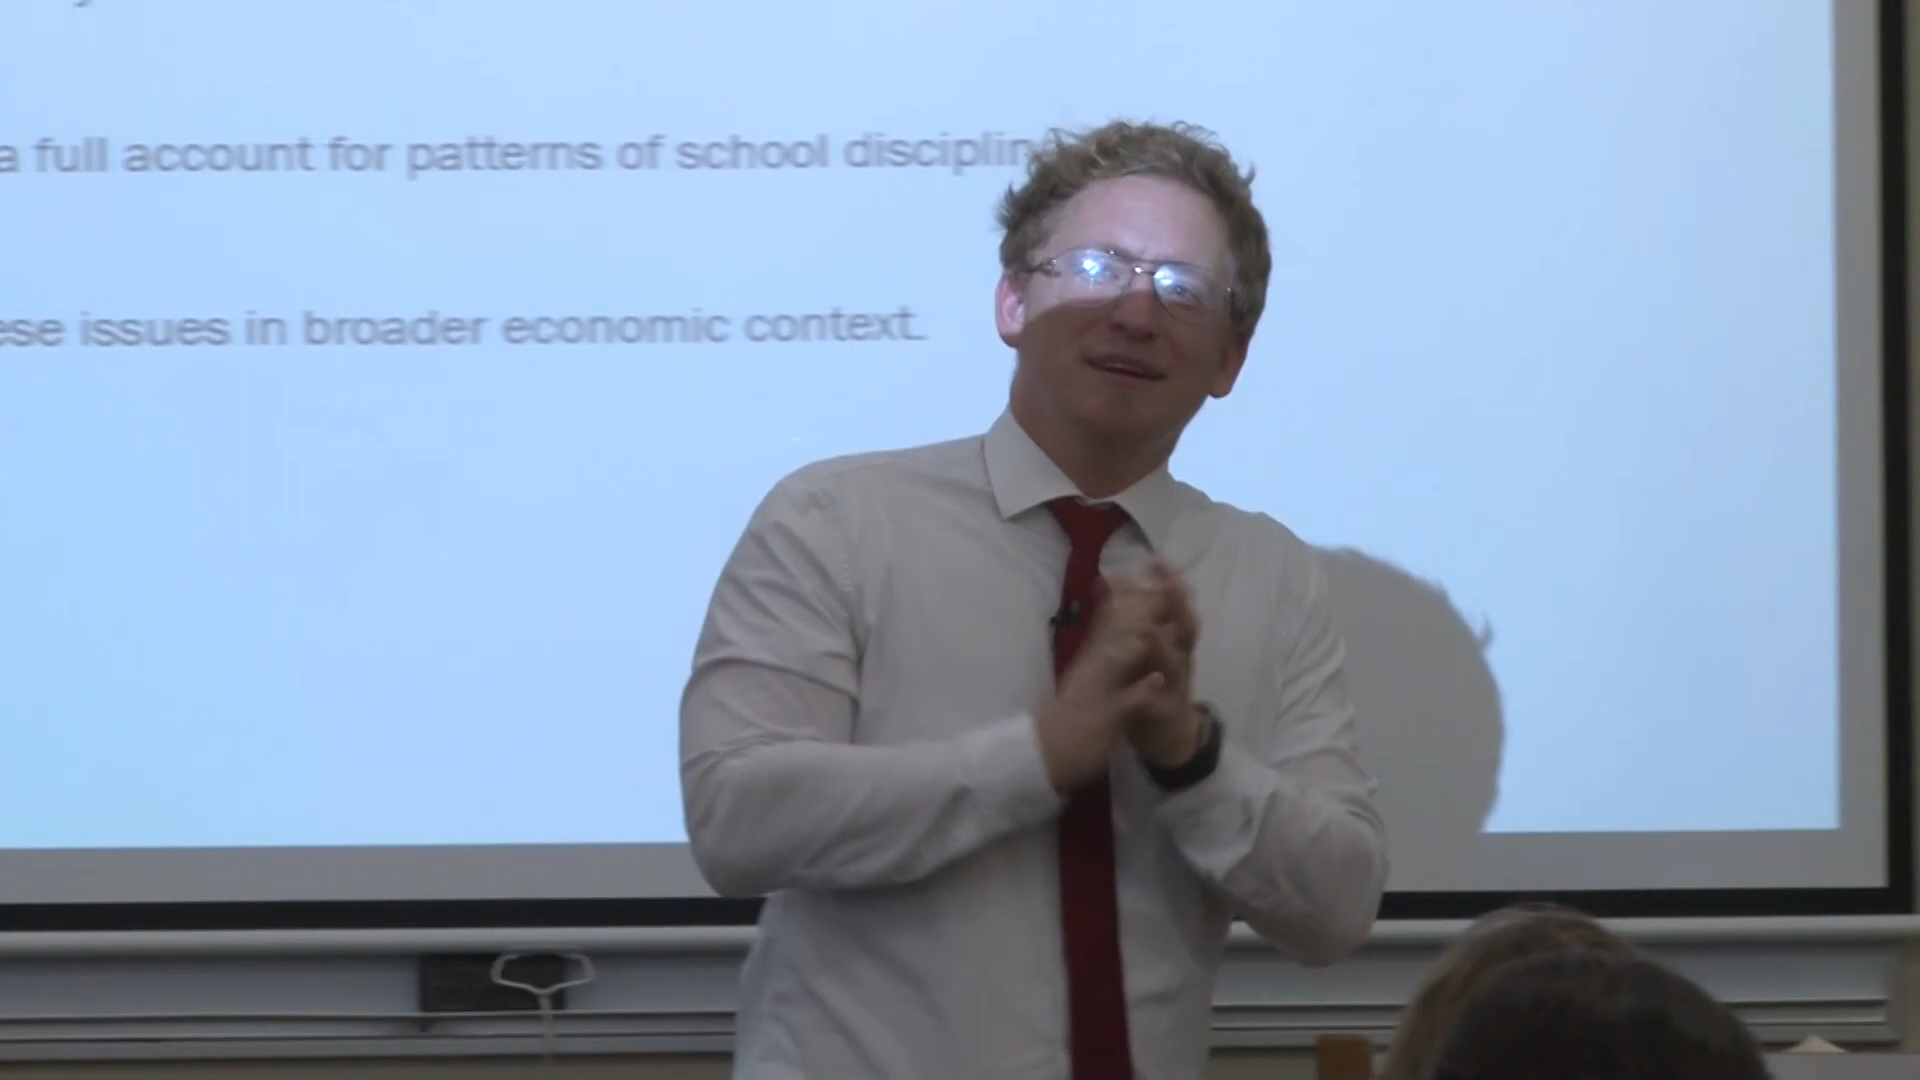 a full account for patterns of school disciplin
ese issues in broader economic context.